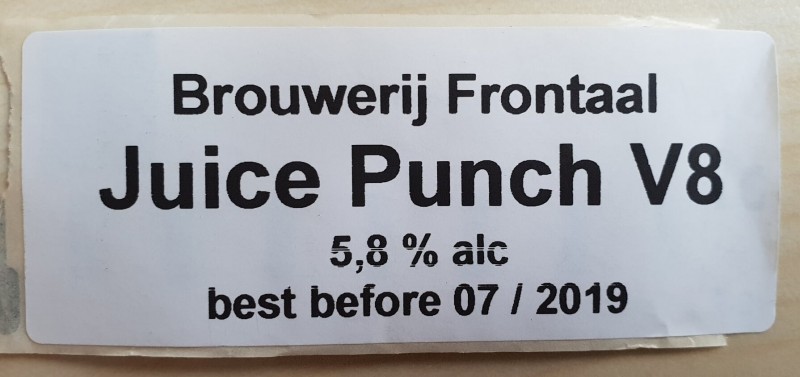 Brouwerij Frontaal
Juice Punch V8
5,8 % alc
best before 07 / 2019